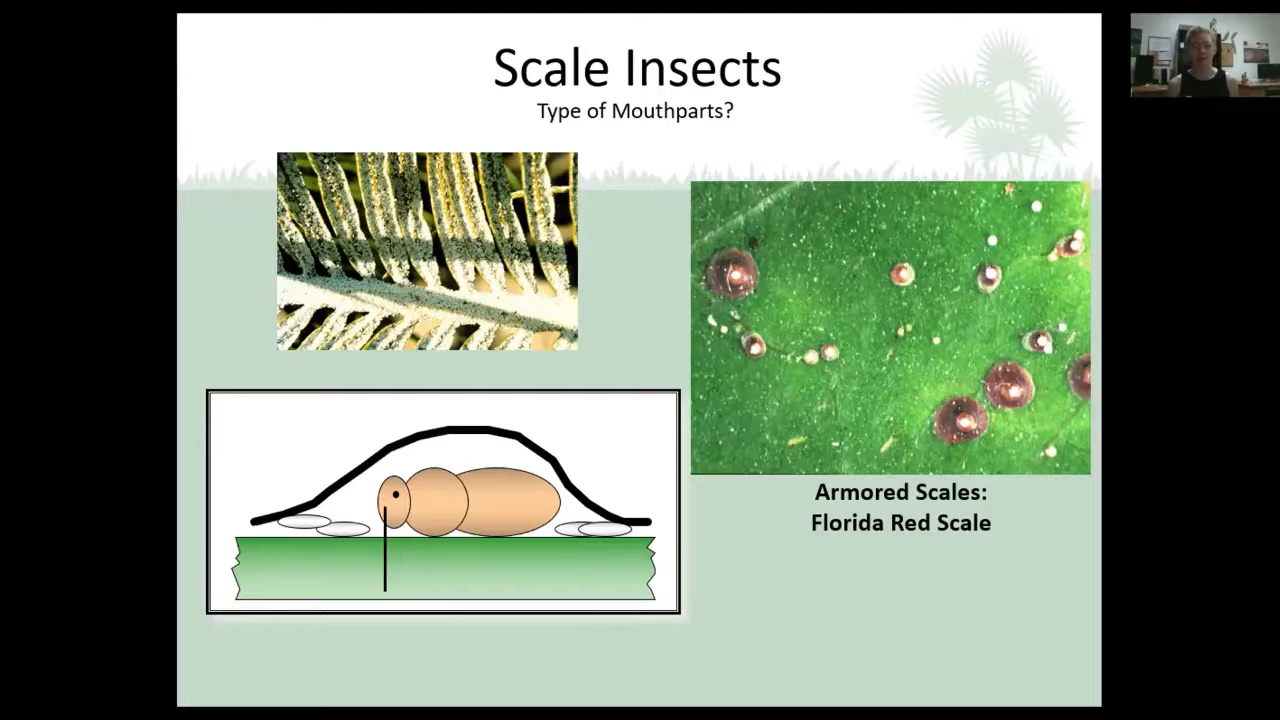 Scale Insects
Type of Mouthparts?
Armored Scales:
Florida Red Scale